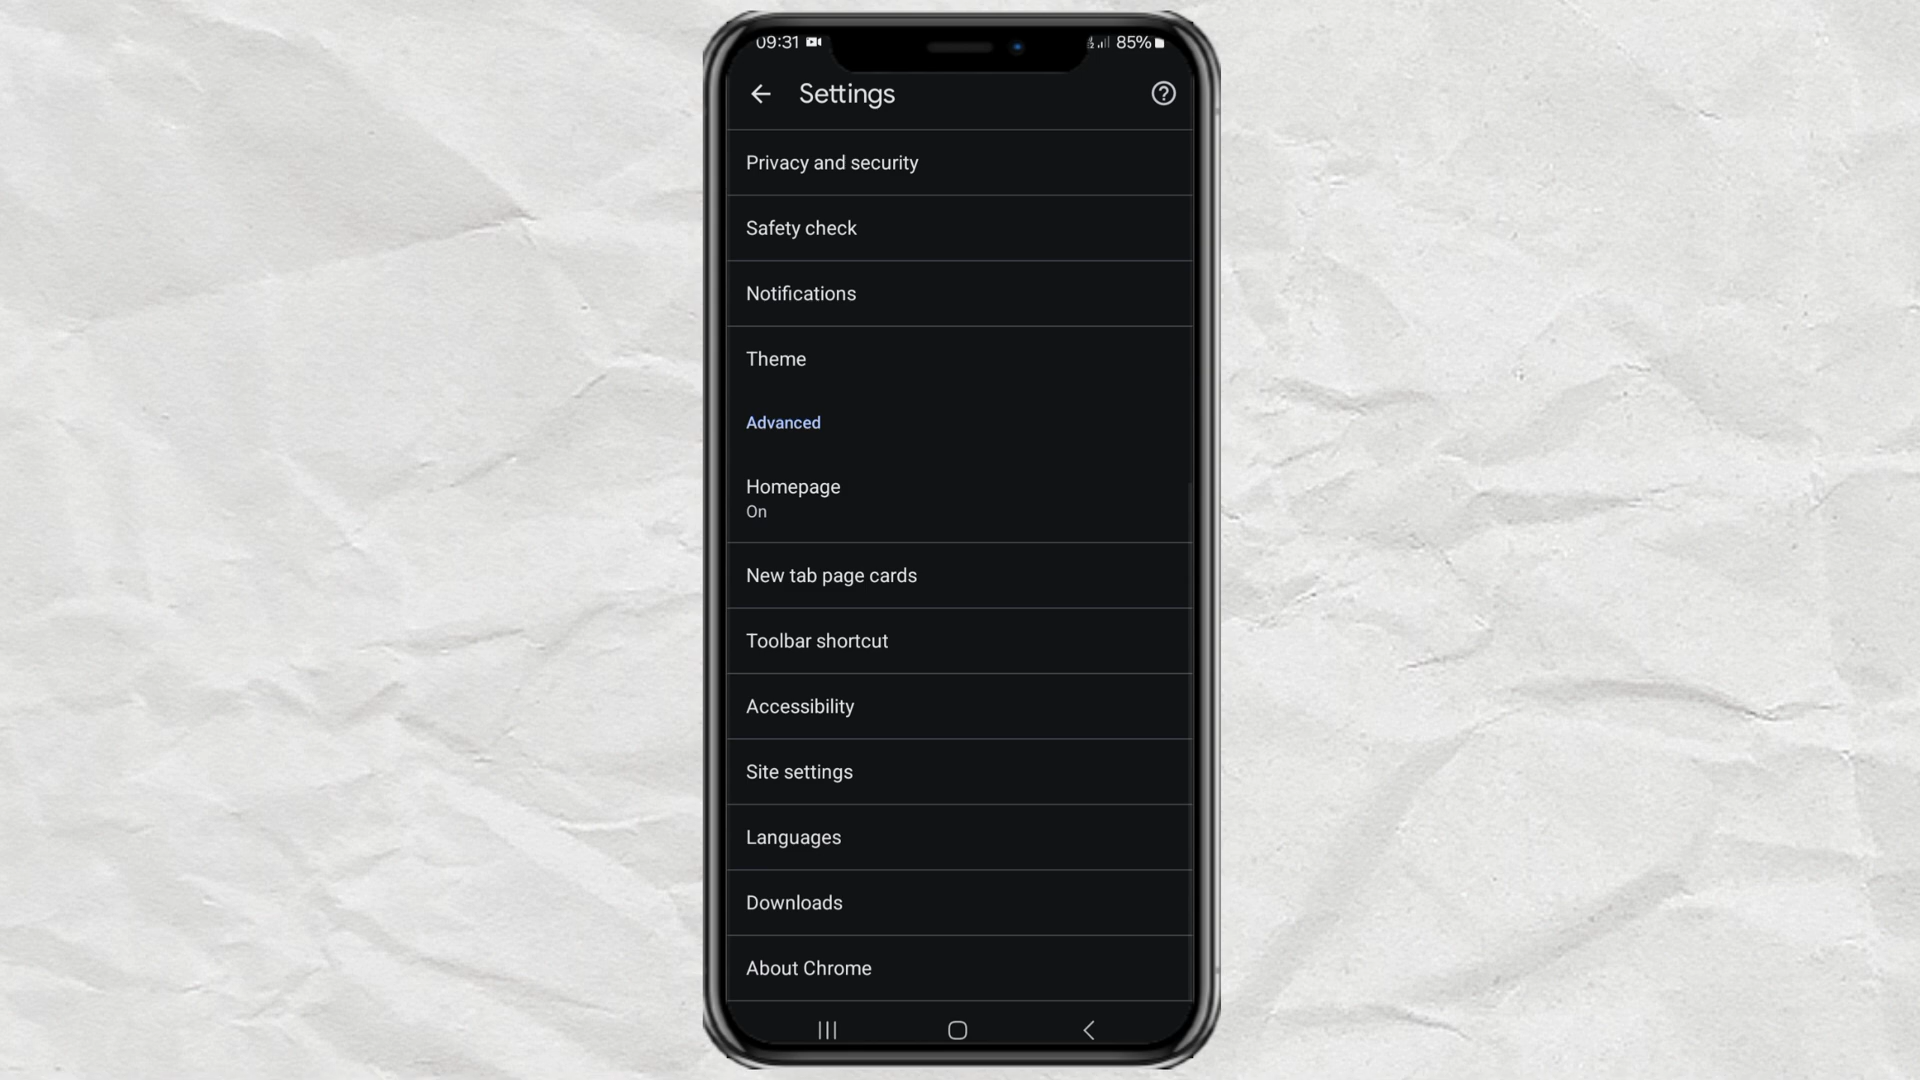 09:31 85%
Settings
Privacy and security
Safety check
Notifications
Theme
Advanced
Homepage
On
New tab page cards
Toolbar shortcut
Accessibility
Site settings
Languages
Downloads
About Chrome